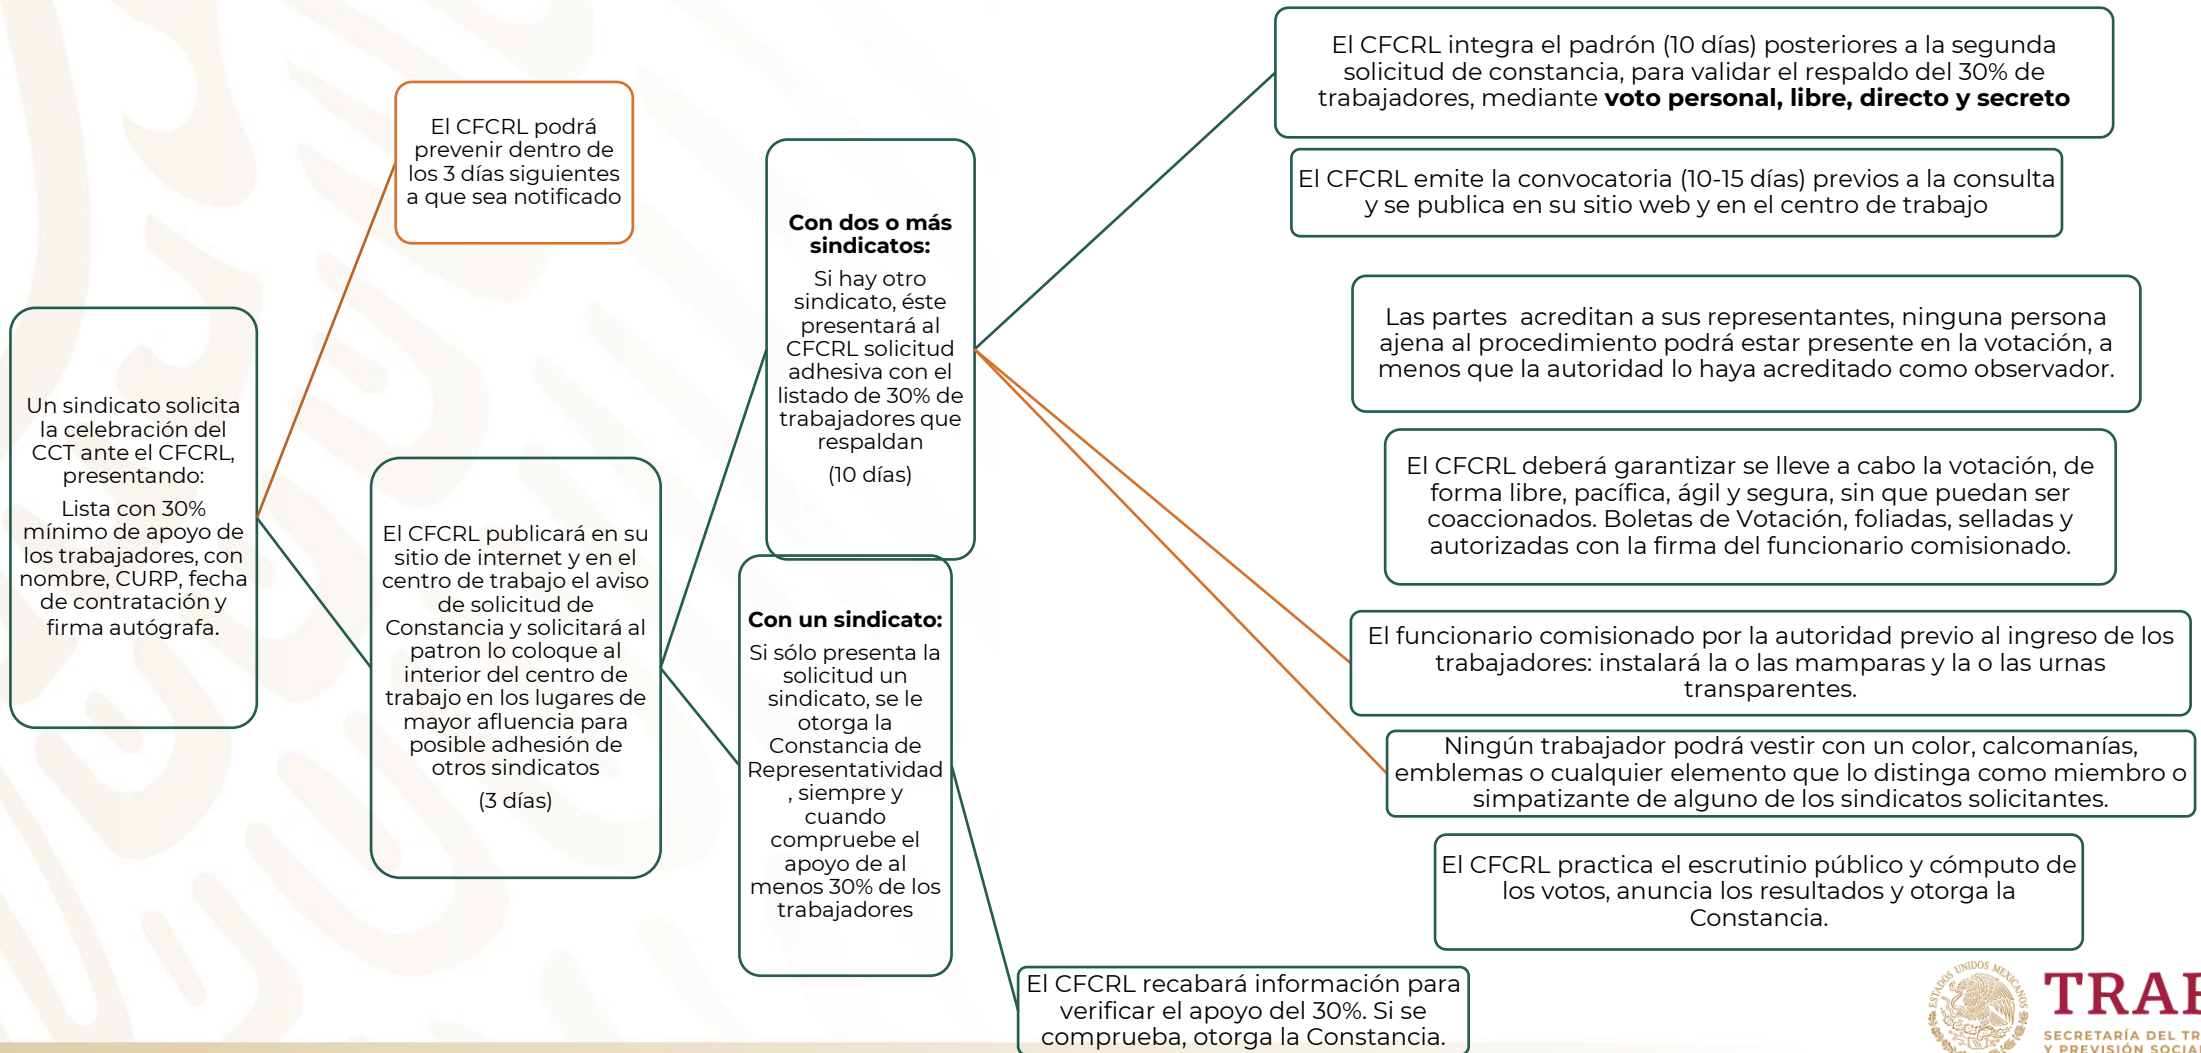 Un sindicato solicita
la celebración del
CCT ante el CFCRL,
presentando:
Lista con 30%
mínimo de apoyo de
los trabajadores, con
nombre, CURP, fecha
de contratación y
firma autógrafa.
El CFCRL podrá
prevenir dentro de
los 3 días siguientes
a que sea notificado
El CFCRL publicará en su
sitio de internet y en el
centro de trabajo el aviso
de solicitud de
Constancia y solicitará al
patron lo coloque al
interior del centro de
trabajo en los lugares de
mayor afluencia para
posible adhesión de
otros sindicatos
(3 días)
Con dos o más
sindicatos:
Si hay otro
sindicato, éste
presentará al
CFCRL solicitud
adhesiva con el
listado de 30% de
trabajadores que
respaldan
(10 días)
Con un sindicato:
Si sólo presenta la
solicitud un
sindicato, se le
otorga la
Constancia de
Representatividad
, siempre y
cuando
compruebe el
apoyo de al
menos 30% de los
trabajadores
El CFCRL integra el padrón (10 días) posteriores a la segunda
solicitud de constancia, para validar el respaldo del 30% de
trabajadores, mediante voto personal, libre, directo y secreto
El CFCRL emite la convocatoria (10-15 días) previos a la consulta
y se publica en su sitio web y en el centro de trabajo
Las partes acreditan a sus representantes, ninguna persona
ajena al procedimiento podrá estar presente en la votación, a
menos que la autoridad lo haya acreditado como observador.
El CFCRL deberá garantizar se lleve a cabo la votación, de
forma libre, pacífica, ágil y segura, sin que puedan ser
coaccionados. Boletas de Votación, foliadas, selladas y
autorizadas con la firma del funcionario comisionado.
El funcionario comisionado por la autoridad previo al ingreso de los
trabajadores: instalará la o las mamparas y la o las urnas
transparentes.
Ningún trabajador podrá vestir con un color, calcomanías,
emblemas o cualquier elemento que lo distinga como miembro o
simpatizante de alguno de los sindicatos solicitantes.
El CFCRL practica el escrutinio público y cómputo de
los votos, anuncia los resultados y otorga la
Constancia.
El CFCRL recabará información para
verificar el apoyo del 30%. Si se
comprueba, otorga la Constancia.
ESTADOS UNIDOS MEXICANOS
SECRETARÍA DEL TR
Y PREVISIÓN SOCIAL